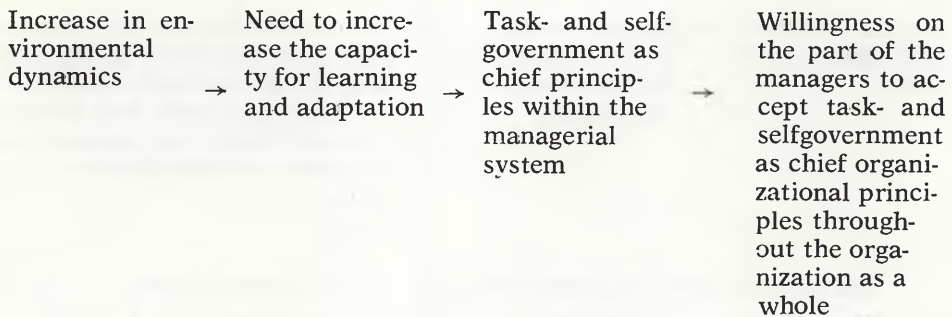 Increase in en-
vironmental
dynamics
→
Need to incre-
ase the capaci-
ty for learning
and adaptation
→
Task- and self-
government as
chief princip-
les within the
managerial
system
→
Willingness on
the part of the
managers to ac-
cept task- and
selfgovernment
as chief organi-
zational princi-
ples through-
out the orga-
nization as a
whole